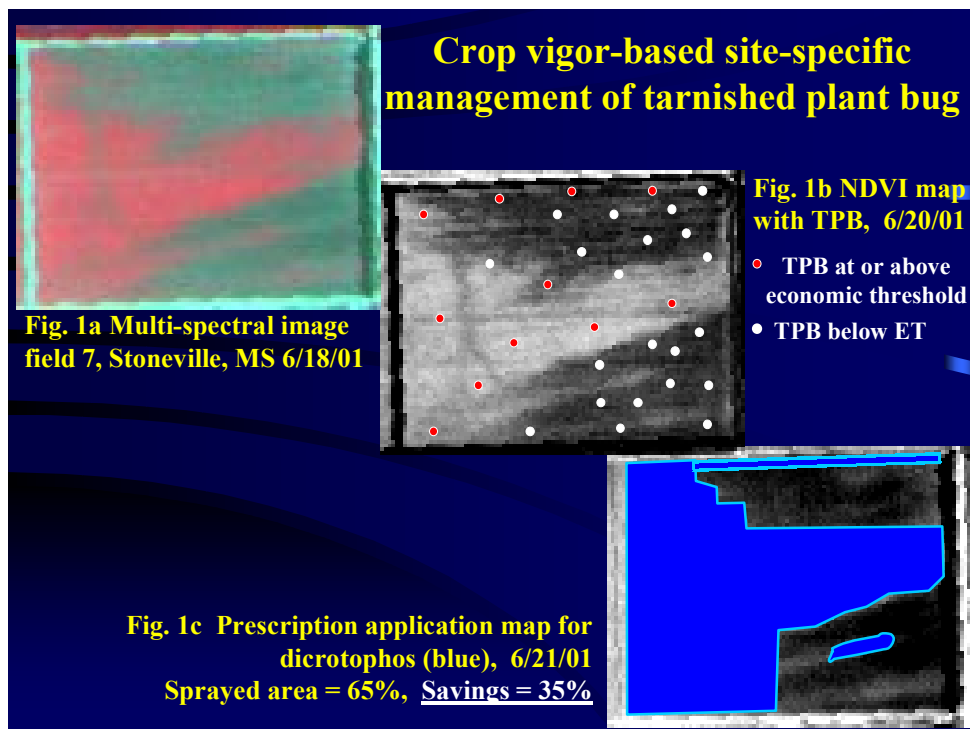 Crop vigor-based site-specific
management of tarnished plant bug
Fig. 1b NDVI map
with TPB, 6/20/01
TPB at or above
economic threshold
TPB below ET
Fig. 1a Multi-spectral image
field 7, Stoneville, MS 6/18/01
Fig. 1c Prescription application map for
dicrotophos (blue), 6/21/01
Sprayed area = 65%, Savings = 35%